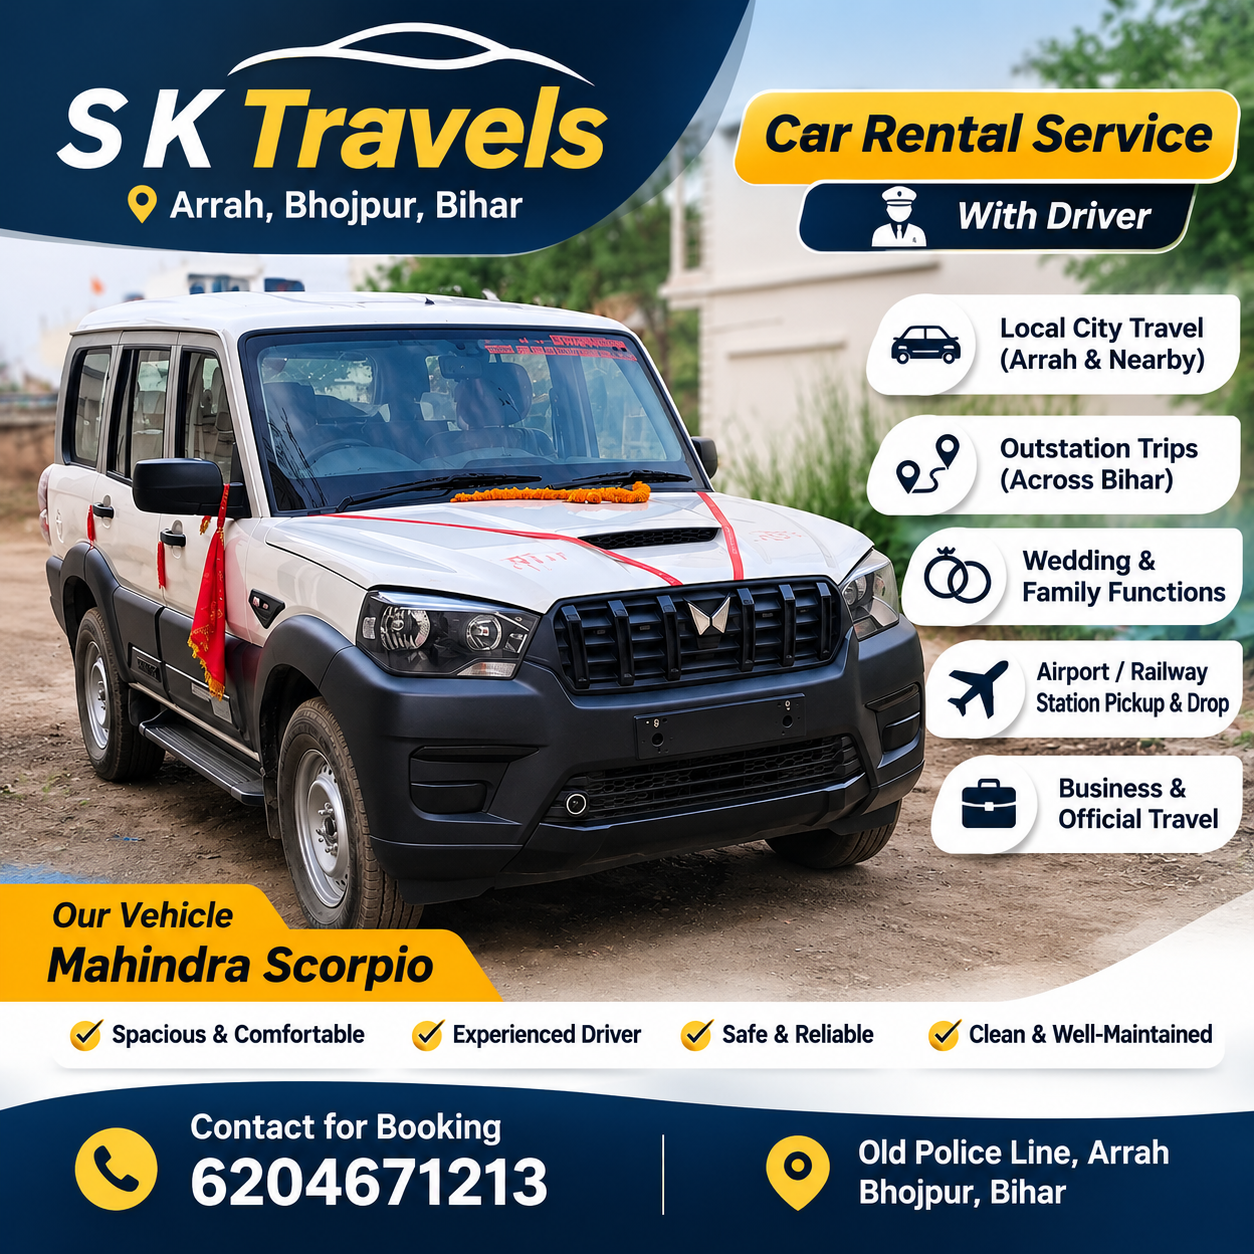 S K Travels
Arrah, Bhojpur, Bihar
Car Rental Service
With Driver
Local City Travel
(Arrah & Nearby)
Outstation Trips
(Across Bihar)
Wedding &
Family Functions
Airport / Railway
Station Pickup & Drop
Business &
Official Travel
Our Vehicle
Mahindra Scorpio
Spacious & Comfortable
Experienced Driver
Safe & Reliable
Clean & Well-Maintained
Contact for Booking
6204671213
Old Police Line, Arrah
Bhojpur, Bihar